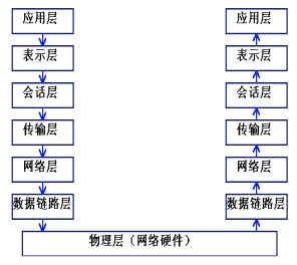 应用层 应用层
表示层 表示层
会话层 会话层
传输层 传输层
网络层 网络层
数据链路层 数据链路层
物理层（网络硬件）